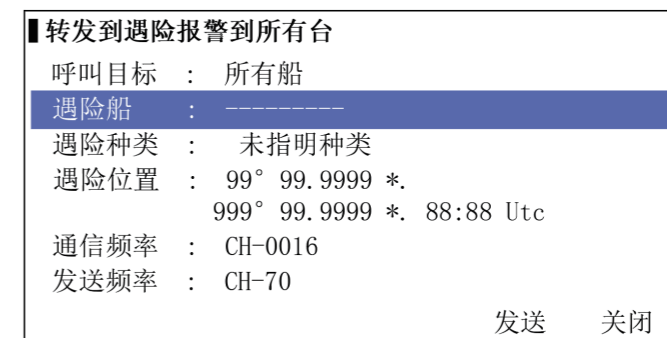 转发到遇险报警到所有台
呼叫目标 : 所有船
遇险船 : ---------
遇险种类 : 未指明种类
遇险位置 : 99° 99.9999 *.
999° 99.9999 *. 88:88 Utc
通信频率 : CH-0016
发送频率 : CH-70
发送 关闭